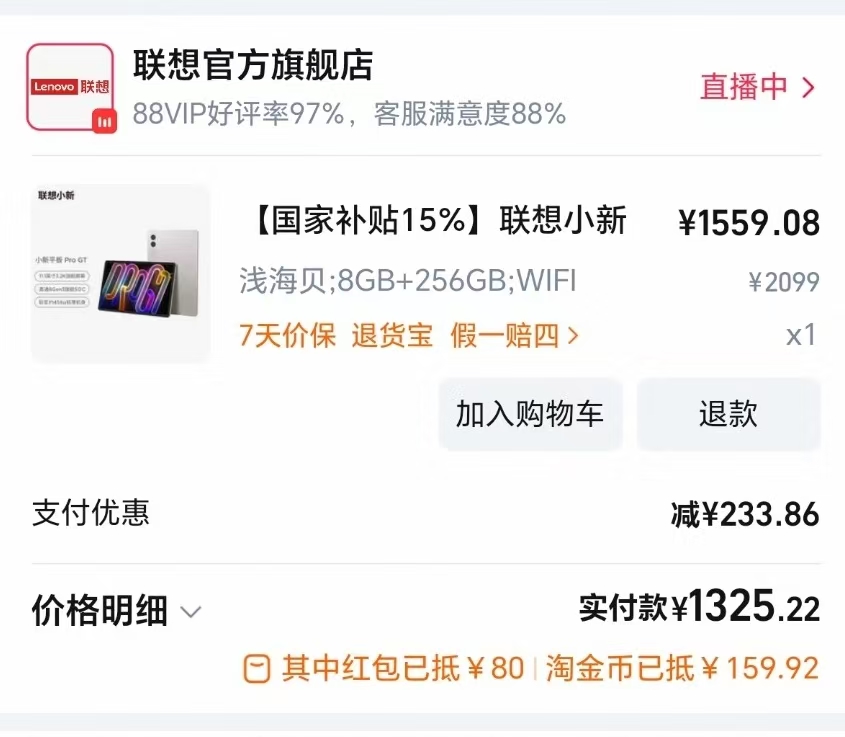 Lenovo 联想
联想官方旗舰店
88VIP好评率97%，客服满意度88%
直播中
联想小新
小新平板 Pro GT
【国家补贴15%】联想小新
¥1559.08
浅海贝;8GB+256GB;WIFI
¥2099
7天价保 退货宝 假一赔四
x1
加入购物车
退款
支付优惠
减¥233.86
价格明细
实付款¥1325.22
其中红包已抵¥80 | 淘金币已抵¥159.92